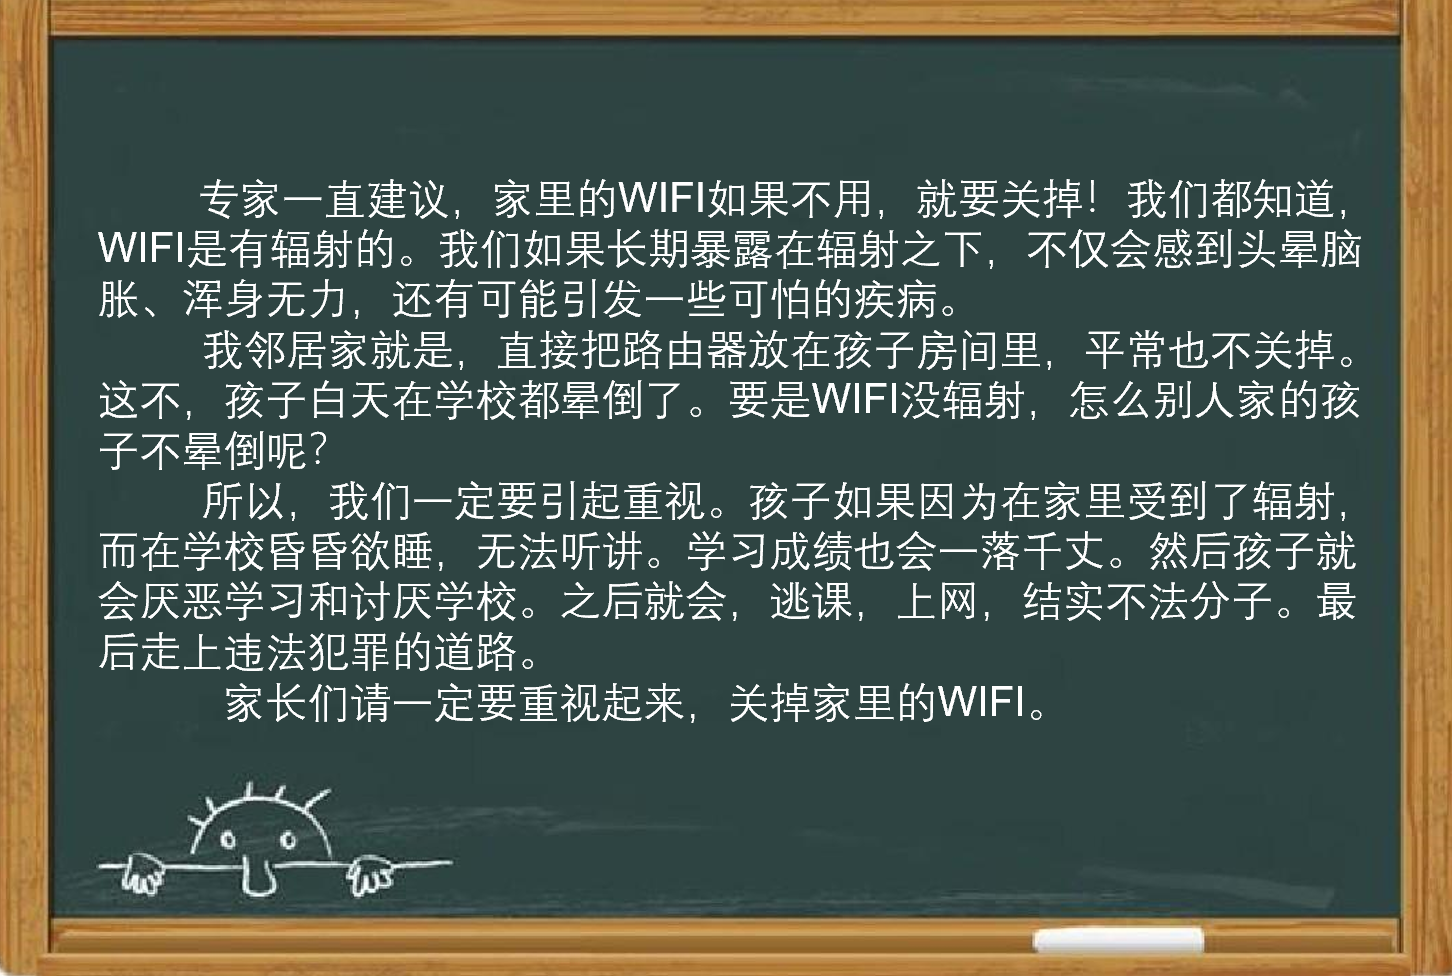 专家一直建议，家里的WIFI如果不用，就要关掉！我们都知道，
WIFI是有辐射的。我们如果长期暴露在辐射之下，不仅会感到头晕脑
胀、浑身无力，还有可能引发一些可怕的疾病。
我邻居家就是，直接把路由器放在孩子房间里，平常也不关掉。
这不，孩子白天在学校都晕倒了。要是WIFI没辐射，怎么别人家的孩
子不晕倒呢？
所以，我们一定要引起重视。孩子如果因为在家里受到了辐射，
而在学校昏昏欲睡，无法听讲。学习成绩也会一落千丈。然后孩子就
会厌恶学习和讨厌学校。之后就会，逃课，上网，结实不法分子。最
后走上违法犯罪的道路。
家长们请一定要重视起来，关掉家里的WIFI。